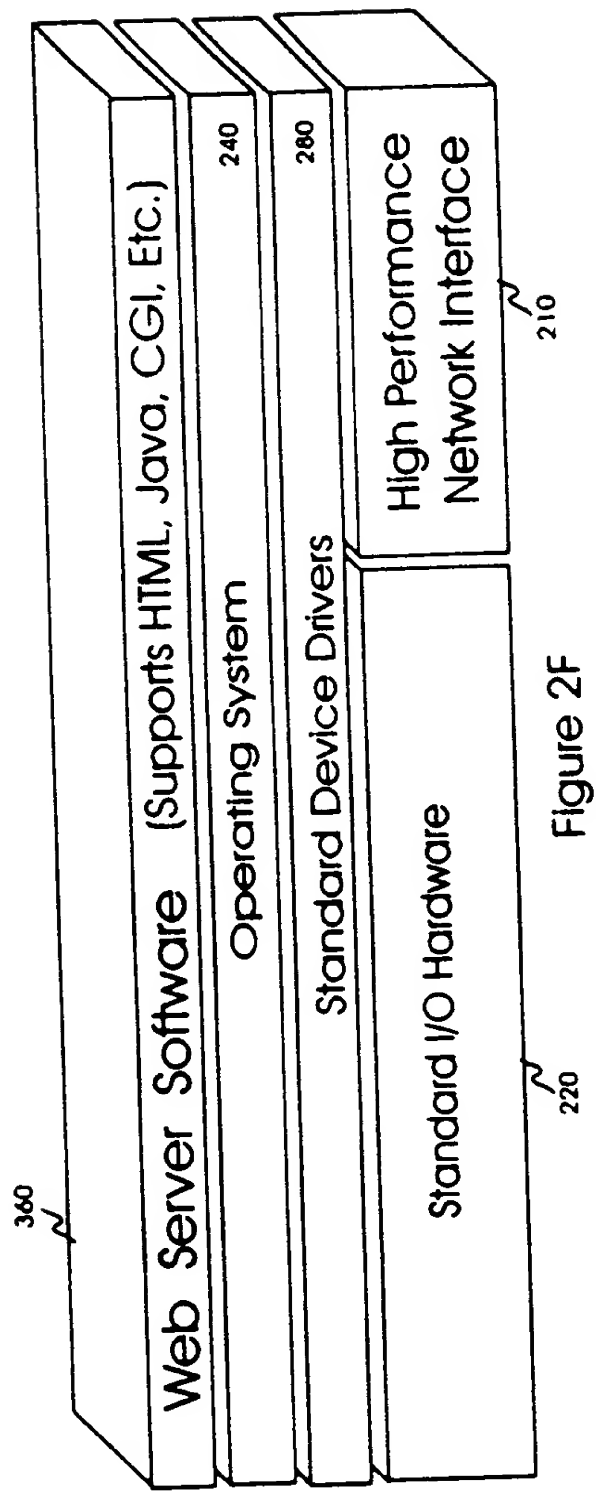 360
Web Server Software (Supports HTML, Java, CGI, Etc.)
Operating System
240
Standard Device Drivers
280
Standard I/O Hardware
High Performance
Network Interface
220
210
Figure 2F